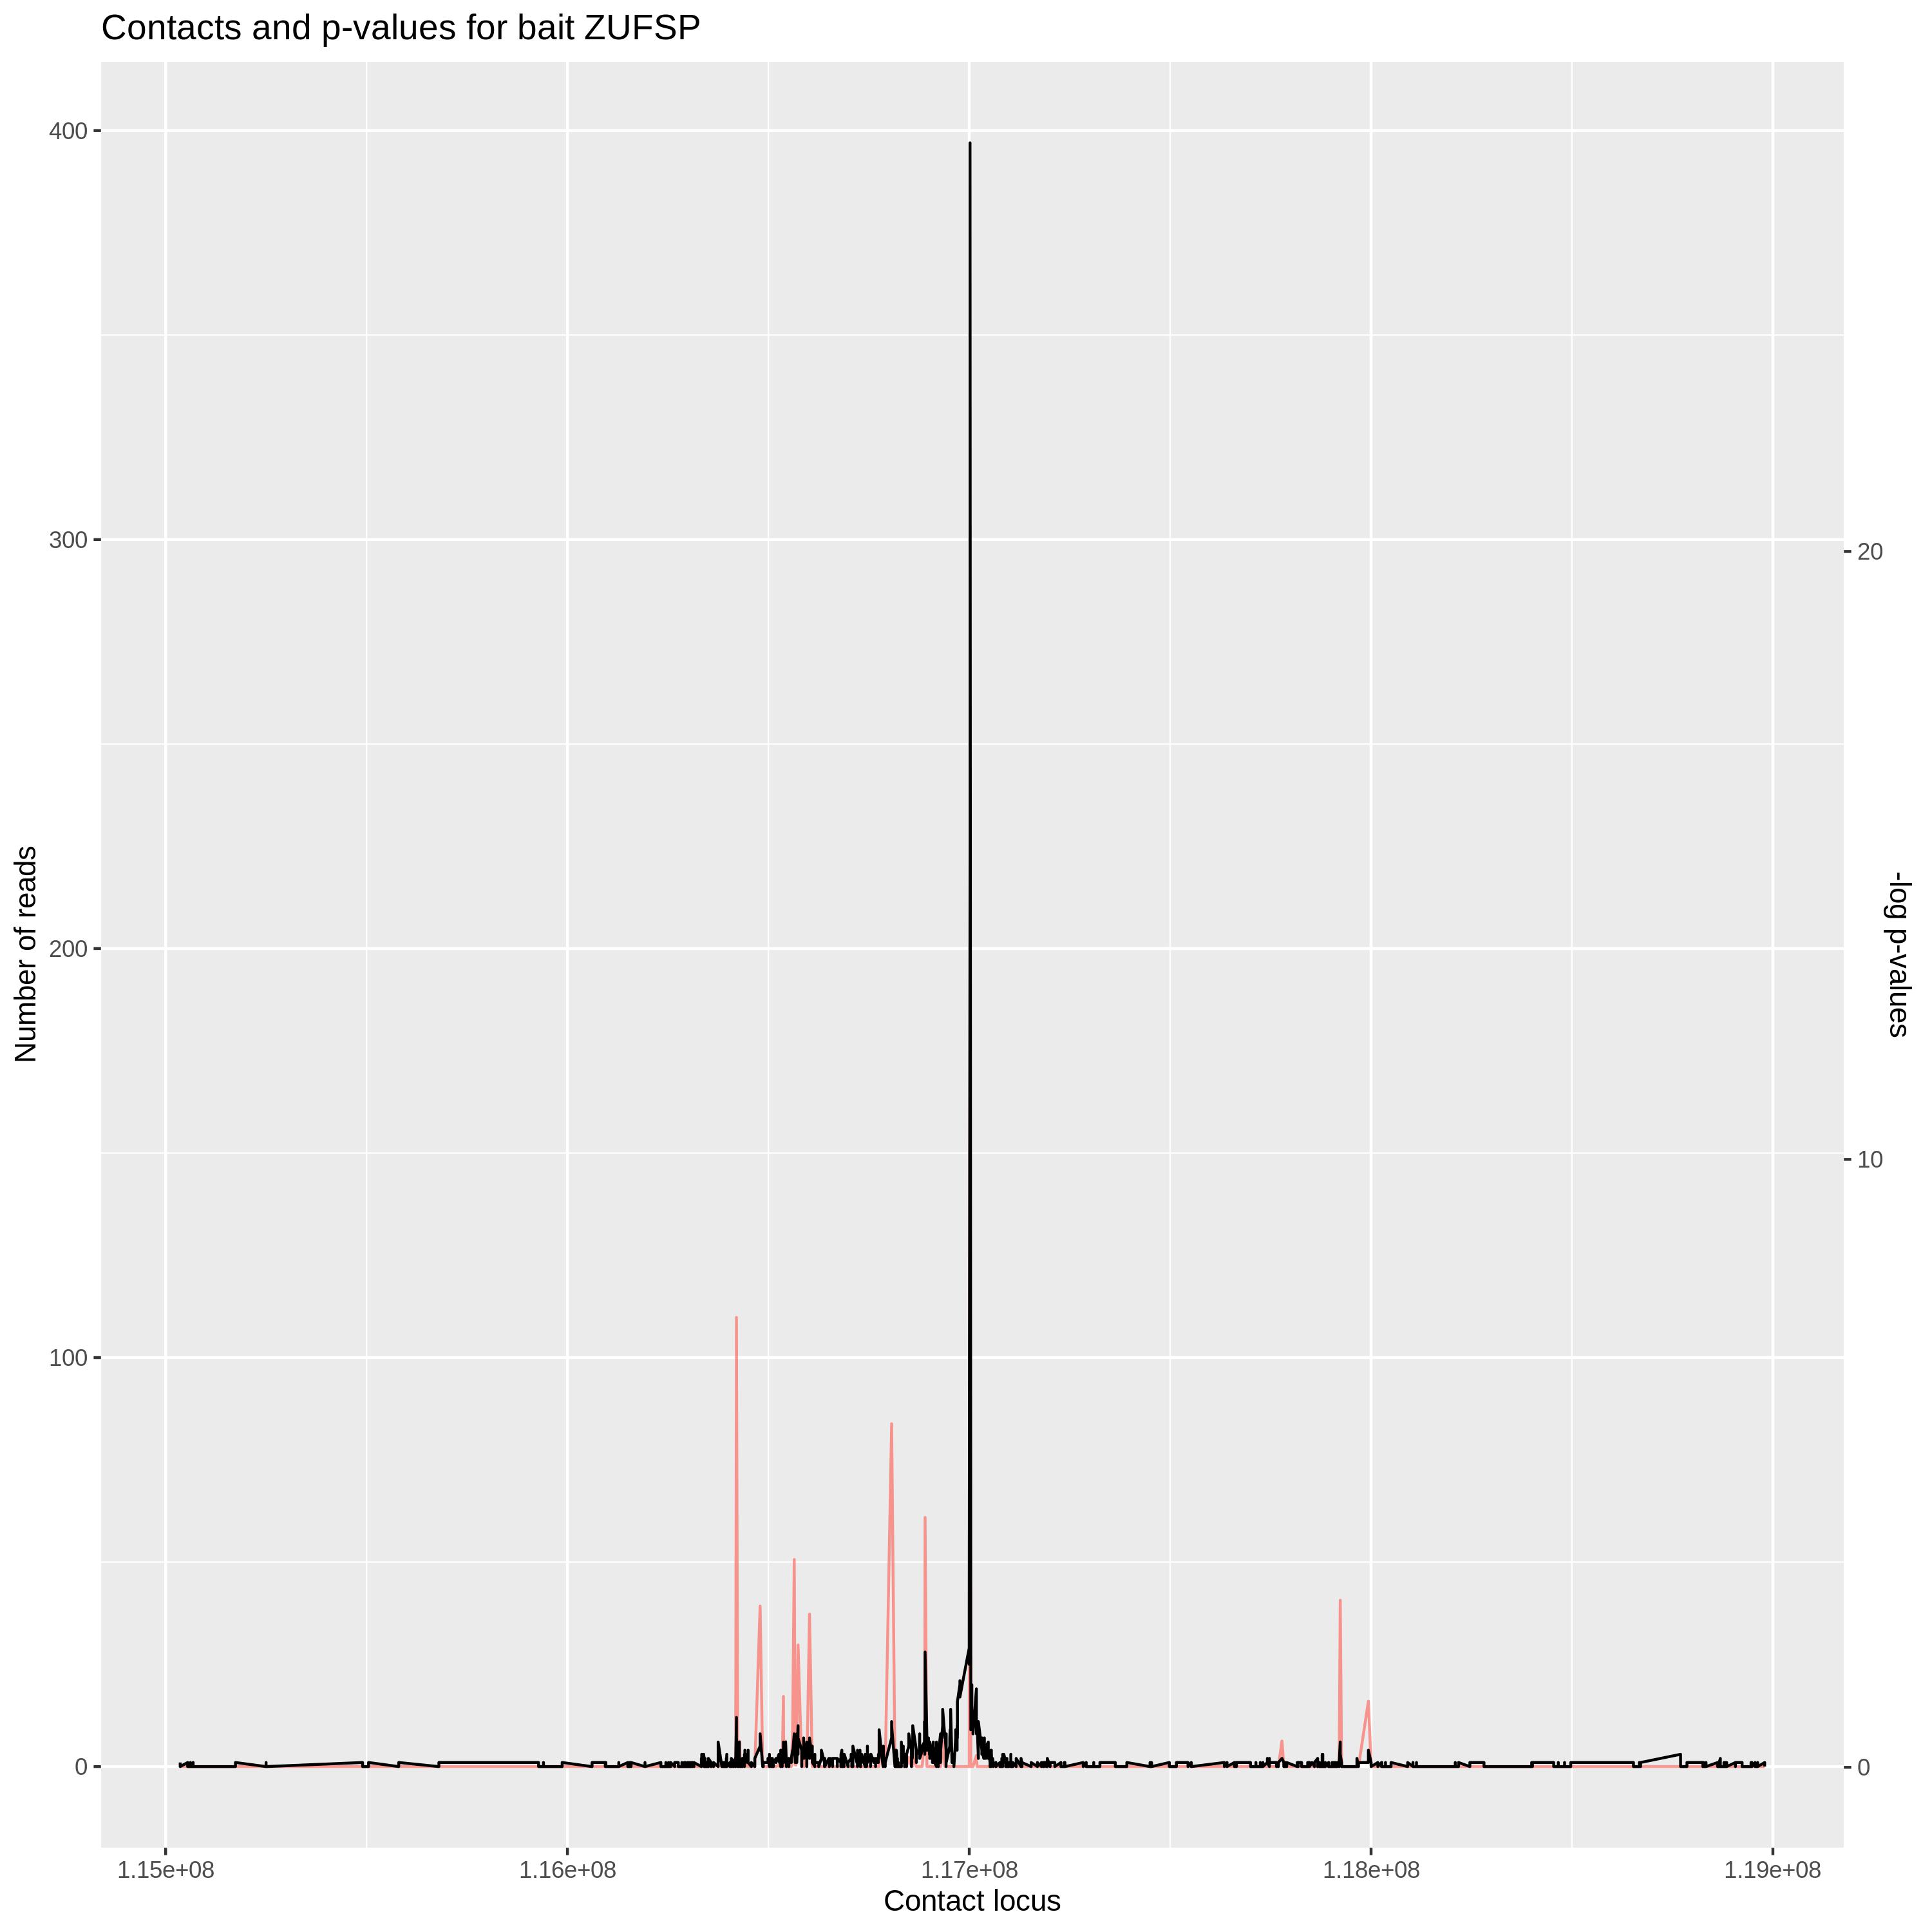 Contacts and p-values for bait ZUFSP
400
300
200
100
0
Number of reads
20
10
0
-log p-values
1.15e+08
1.16e+08
1.17e+08
1.18e+08
1.19e+08
Contact locus